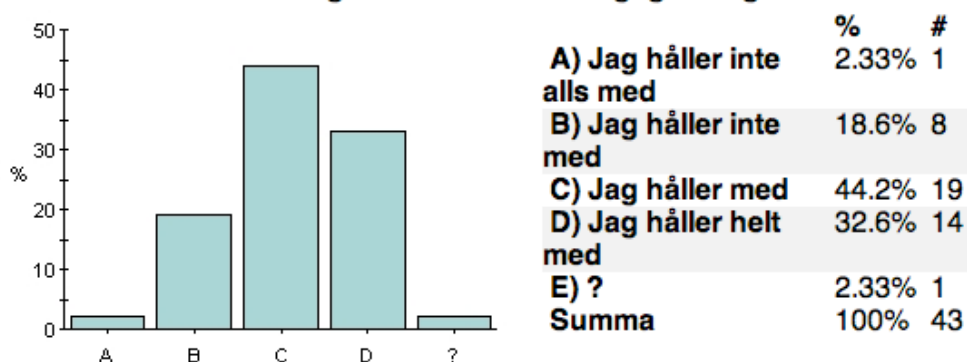 50
40
30
20
10
0
%
A B C D ?
% #
A) Jag håller inte 2.33% 1
alls med
B) Jag håller inte 18.6% 8
med
C) Jag håller med 44.2% 19
D) Jag håller helt 32.6% 14
med
E) ? 2.33% 1
Summa 100% 43